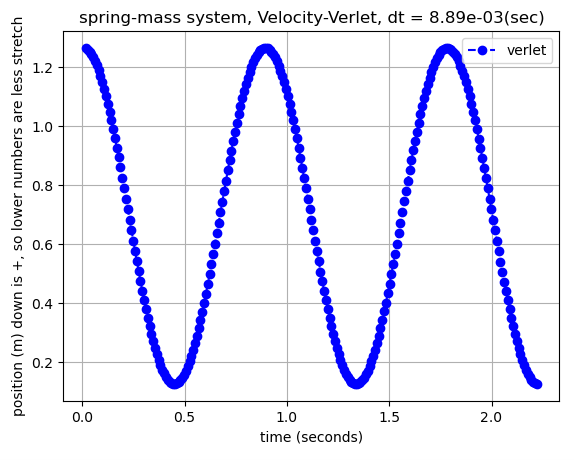 spring-mass system, Velocity-Verlet, dt = 8.89e-03(sec)
verlet
position (m) down is +, so lower numbers are less stretch
1.2
1.0
0.8
0.6
0.4
0.2
0.0 0.5 1.0 1.5 2.0
time (seconds)